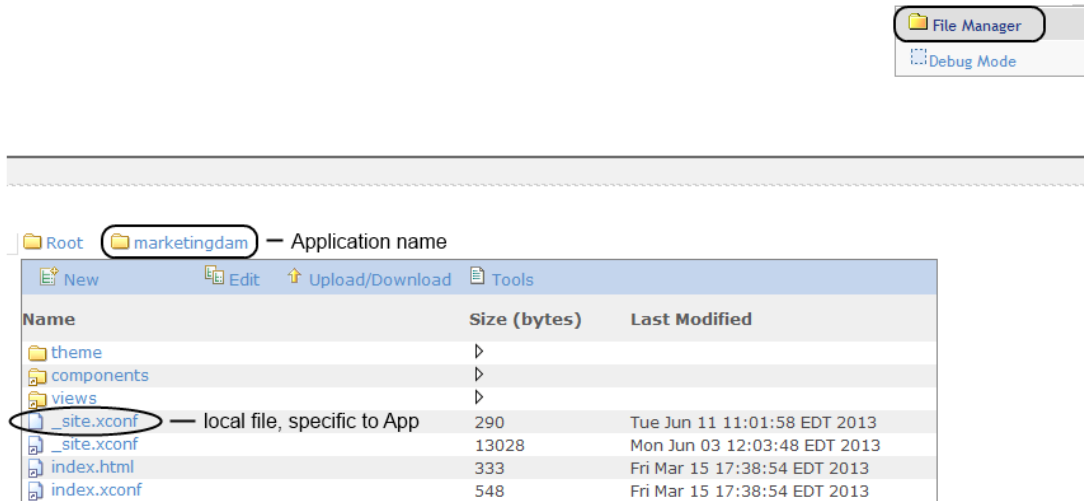 File Manager
Debug Mode
Root marketingdam — Application name
New Edit Upload/Download Tools
Name Size (bytes) Last Modified
theme
components
views
_site.xconf — local file, specific to App 290 Tue Jun 11 11:01:58 EDT 2013
_site.xconf 13028 Mon Jun 03 12:03:48 EDT 2013
index.html 333 Fri Mar 15 17:38:54 EDT 2013
index.xconf 548 Fri Mar 15 17:38:54 EDT 2013